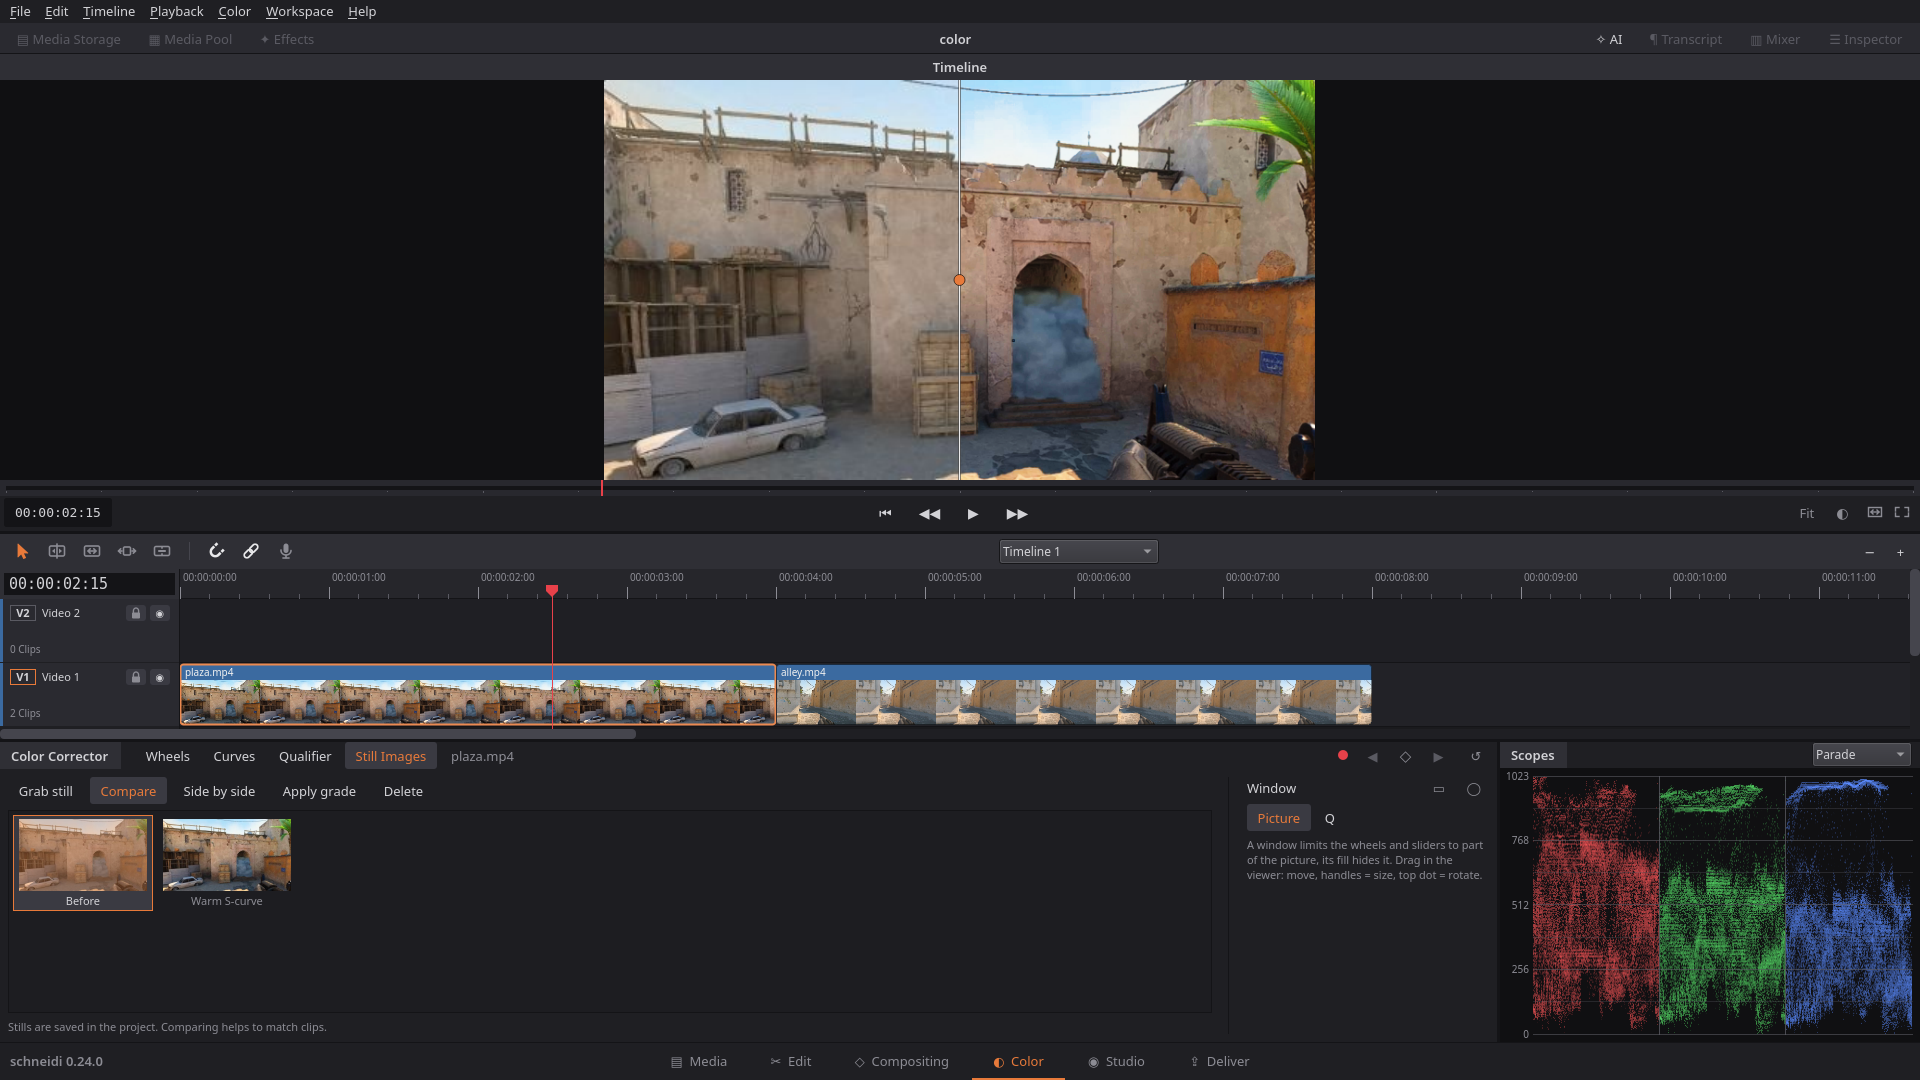 File Edit Timeline Playback Color Workspace Help
Media Storage Media Pool Effects color AI Transcript Mixer Inspector
Timeline
00:00:02:15 Fit
Timeline 1
00:00:02:15 00:00:00:00 00:00:01:00 00:00:02:00 00:00:03:00 00:00:04:00 00:00:05:00 00:00:06:00 00:00:07:00 00:00:08:00 00:00:09:00 00:00:10:00 00:00:11:00
V2 Video 2
0 Clips
V1 Video 1 plaza.mp4 alley.mp4
2 Clips
Color Corrector Wheels Curves Qualifier Still Images plaza.mp4 Scopes Parade
Grab still Compare Side by side Apply grade Delete
Before Warm S-curve
Stills are saved in the project. Comparing helps to match clips.
Window
Picture Q
A window limits the wheels and sliders to part
of the picture, its fill hides it. Drag in the
viewer: move, handles = size, top dot = rotate.
1023
768
512
256
0
schneidi 0.24.0 Media Edit Compositing Color Studio Deliver